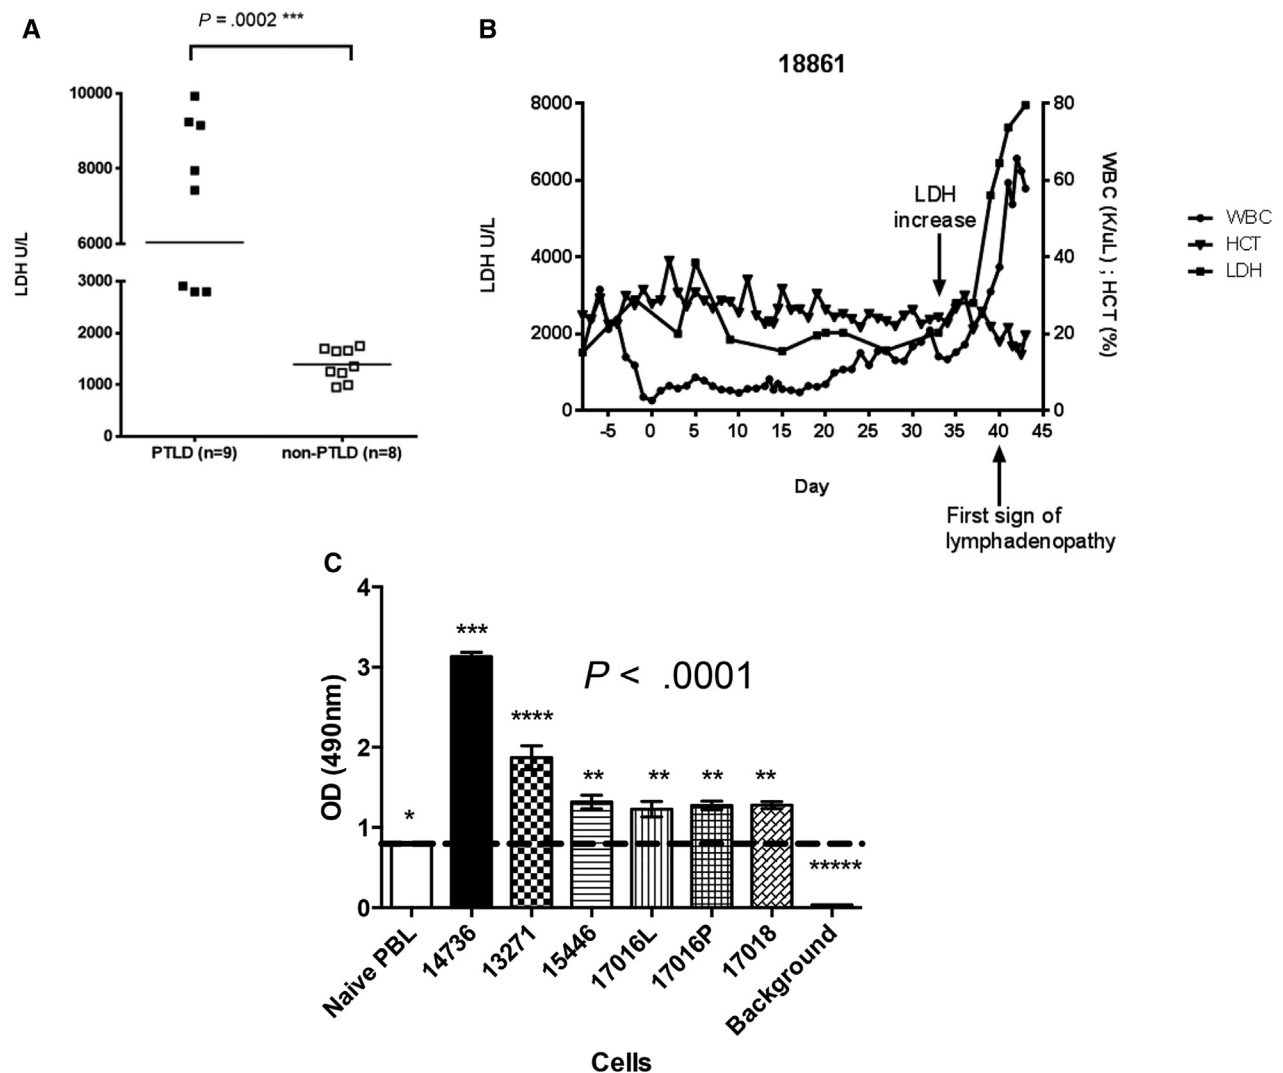 A
P = .0002 ***
LDH U/L
10000
8000
6000
3000
2000
1000
0
PTLD (n=9)
non-PTLD (n=8)
B
18861
LDH U/L
8000
6000
4000
2000
0
80
60
40
20
0
WBC (K/uL) ; HCT (%)
LDH
increase
-5 0 5 10 15 20 25 30 35 40 45
Day
First sign of
lymphadenopathy
WBC
HCT
LDH
C
OD (490nm)
4
3
2
1
0
P < .0001
*
***
****
**
**
**
**
*****
Naive PBL
14736
13271
15446
17016L
17016P
17018
Background
Cells